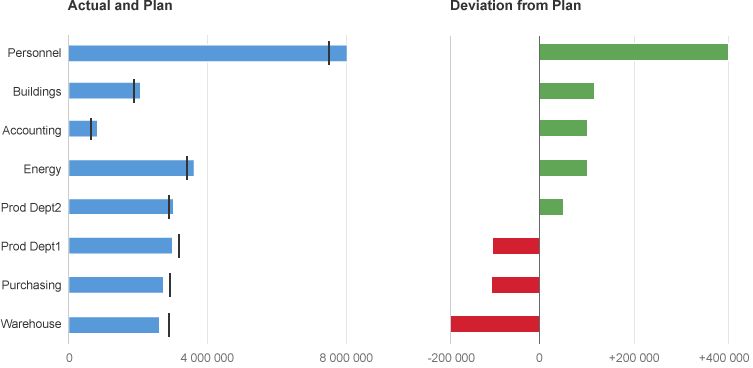 Actual and Plan
Deviation from Plan
Personnel
Buildings
Accounting
Energy
Prod Dept2
Prod Dept1
Purchasing
Warehouse
0 4 000 000 8 000 000
-200 000 0 +200 000 +400 000